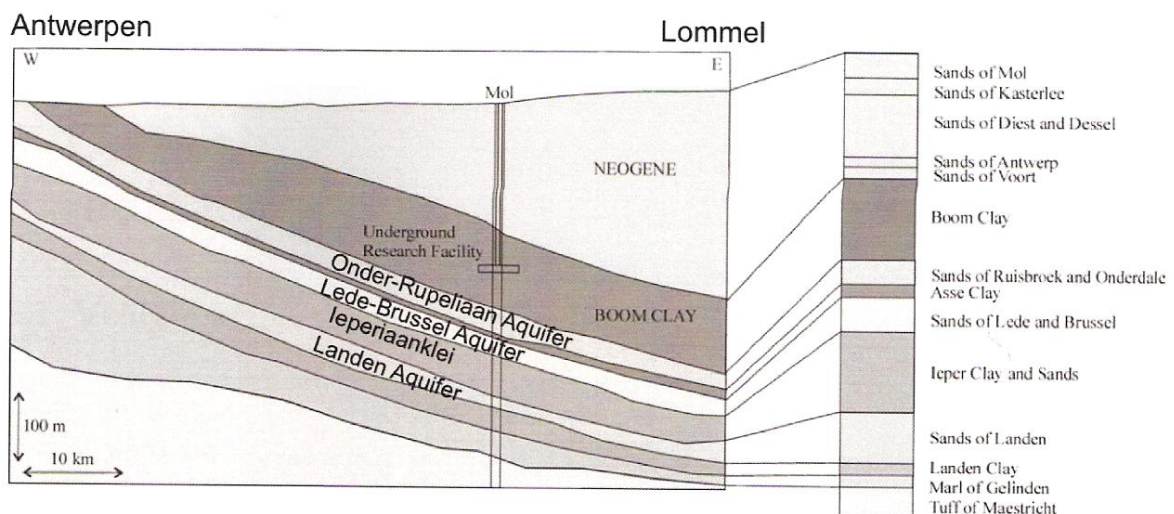 Antwerpen
Lommel
W
E
Mol
NEOGENE
Underground
Research Facility
BOOM CLAY
Onder-Rupeliaan Aquifer
Lede-Brussel Aquifer
Ieperiaanklei
Landen Aquifer
100 m
10 km
Sands of Mol
Sands of Kasterlee
Sands of Diest and Dessel
Sands of Antwerp
Sands of Voort
Boom Clay
Sands of Ruisbroek and Onderdale
Asse Clay
Sands of Lede and Brussel
Ieper Clay and Sands
Sands of Landen
Landen Clay
Marl of Gelinden
Tuff of Maestricht